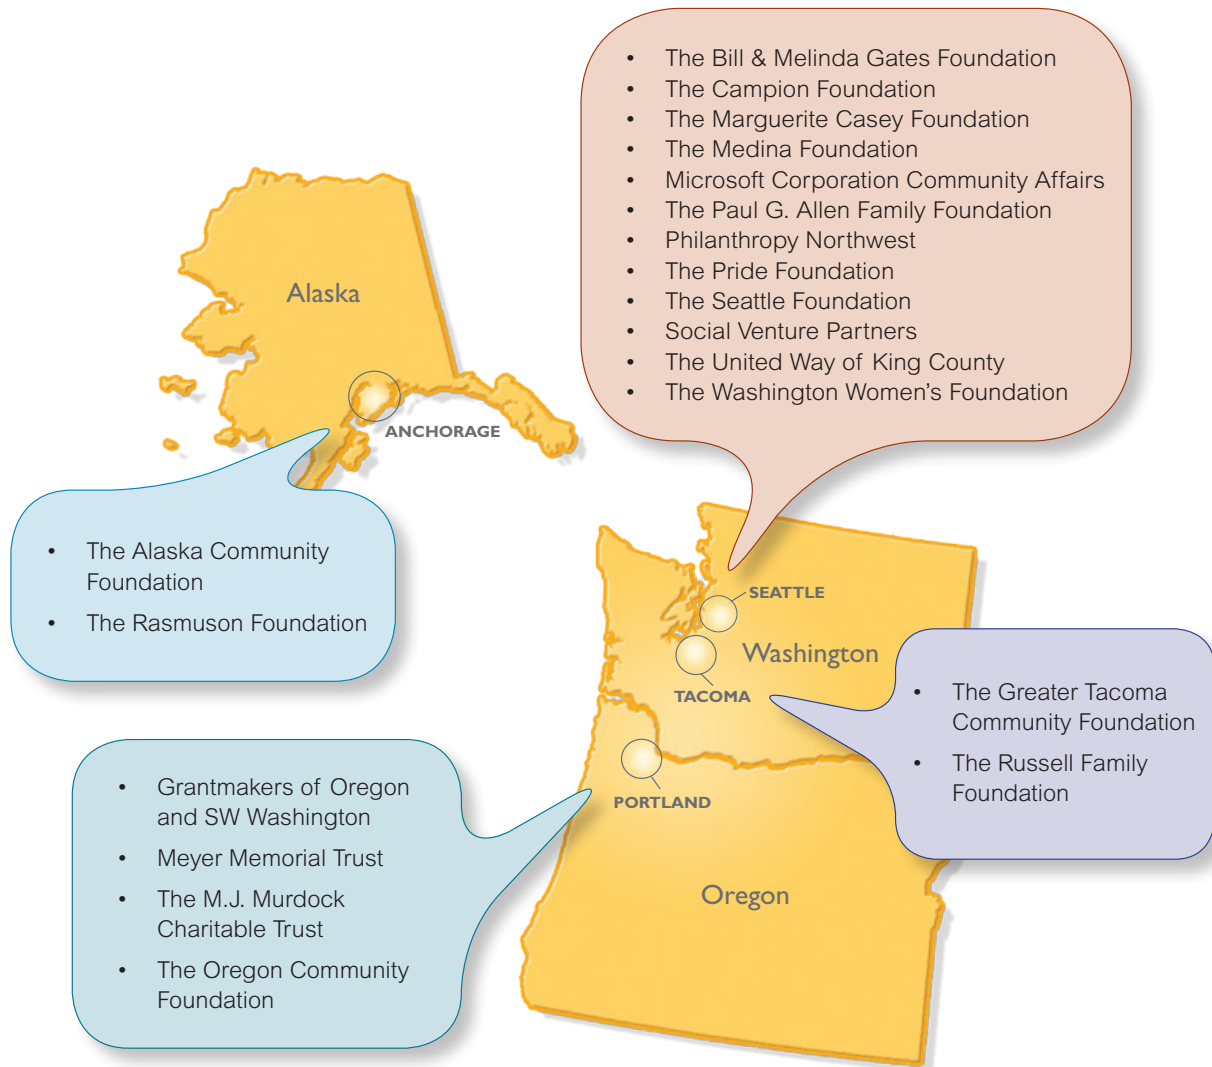 • The Bill & Melinda Gates Foundation
• The Campion Foundation
• The Marguerite Casey Foundation
• The Medina Foundation
• Microsoft Corporation Community Affairs
• The Paul G. Allen Family Foundation
• Philanthropy Northwest
• The Pride Foundation
• The Seattle Foundation
• Social Venture Partners
• The United Way of King County
• The Washington Women’s Foundation
Alaska
ANCHORAGE
• The Alaska Community
Foundation
• The Rasmuson Foundation
SEATTLE
Washington
TACOMA
• The Greater Tacoma
Community Foundation
• The Russell Family
Foundation
PORTLAND
Oregon
• Grantmakers of Oregon
and SW Washington
• Meyer Memorial Trust
• The M.J. Murdock
Charitable Trust
• The Oregon Community
Foundation